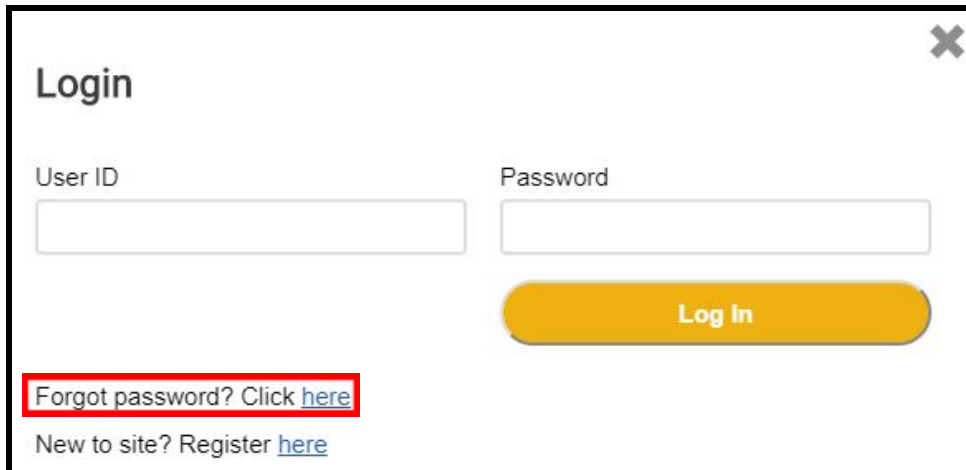 Login
User ID
Password
Log In
Forgot password? Click here
New to site? Register here